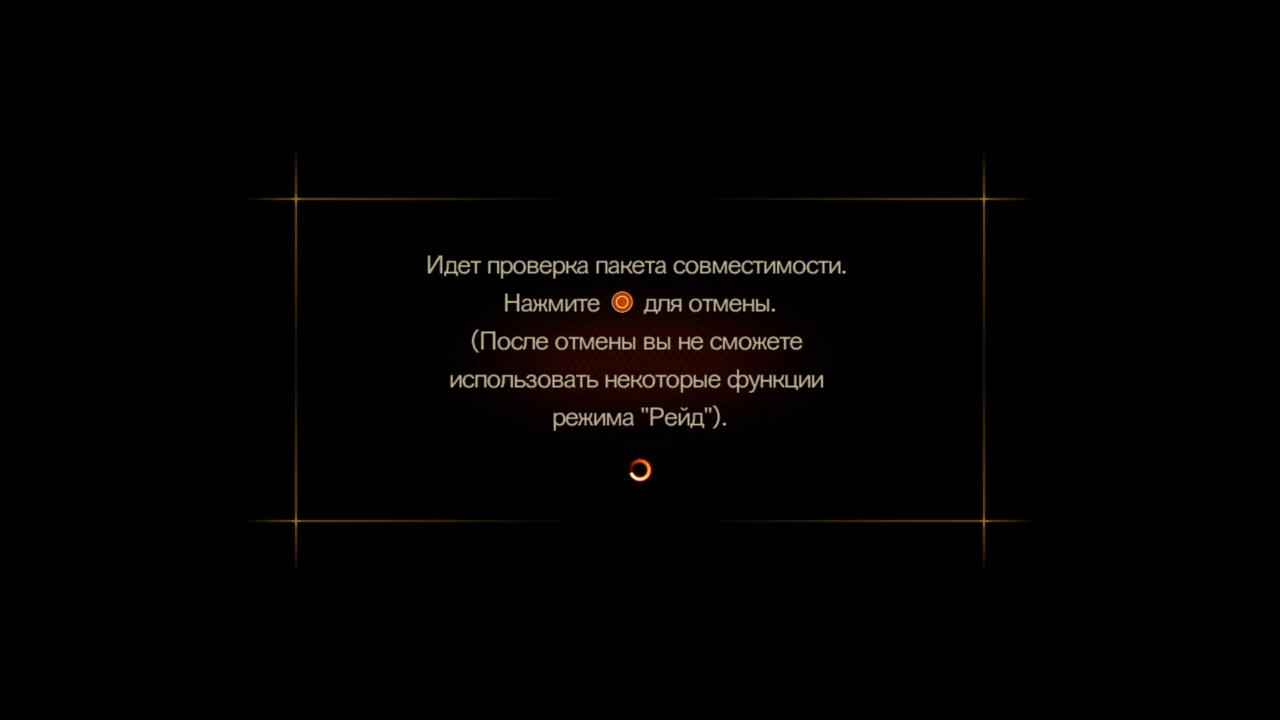 Идет проверка пакета совместимости.
Нажмите для отмены.
(После отмены вы не сможете
использовать некоторые функции
режима "Рейд").